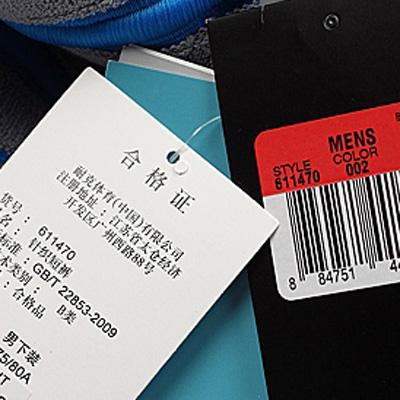 合格证
耐克体育(中国)有限公司
注册地址:江苏省太仓经济
开发区广州西路88号
货号: 611470
名: 针织短裤
标准: GB/T 22853-2009
术类别: B类
: 合格品
男下装
75/80A
MENS
STYLE COLOR
611470 002
8 84751 44